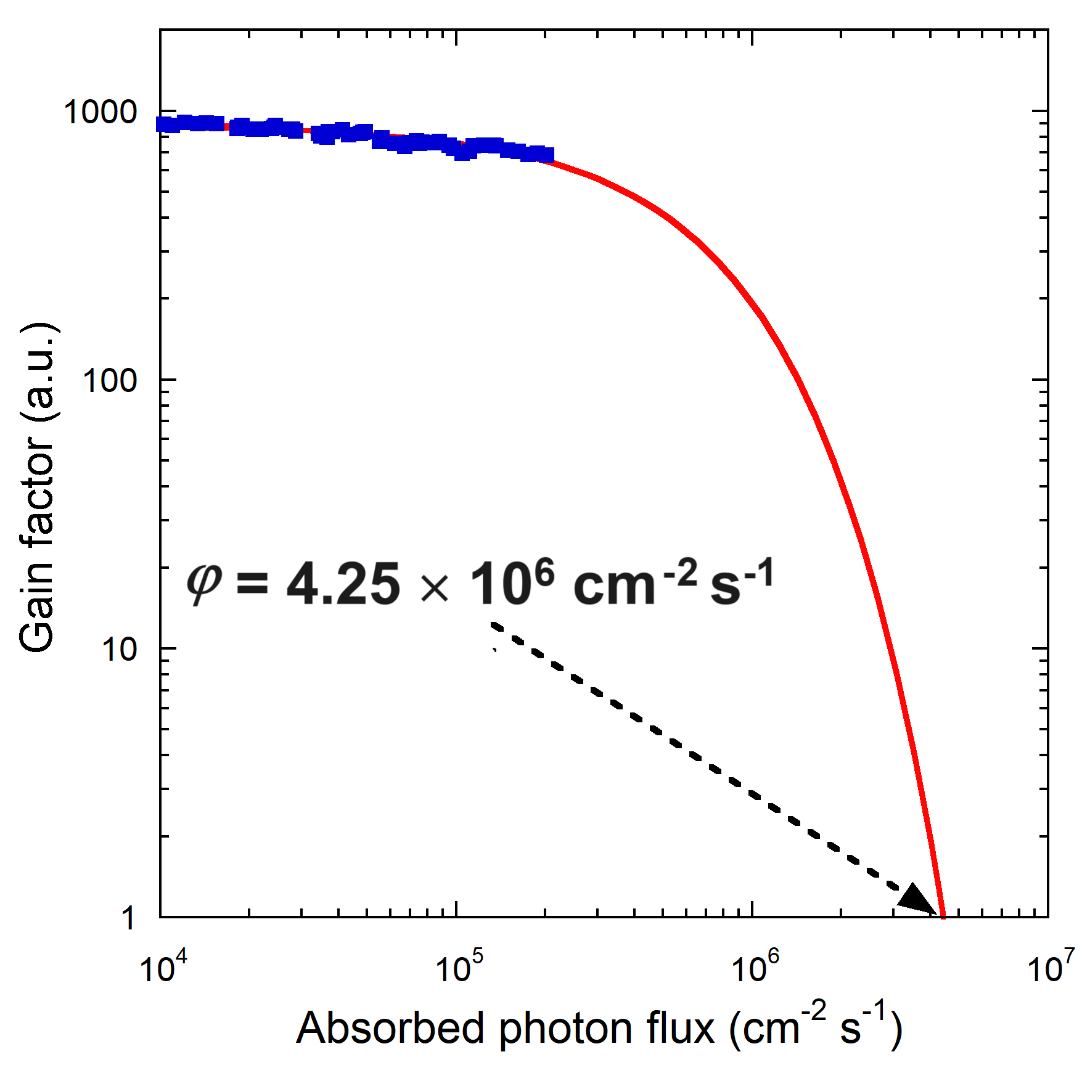 1000
100
10
1
Gain factor (a.u.)
φ = 4.25 × 10⁶ cm⁻² s⁻¹
10⁴ 10⁵ 10⁶ 10⁷
Absorbed photon flux (cm⁻² s⁻¹)